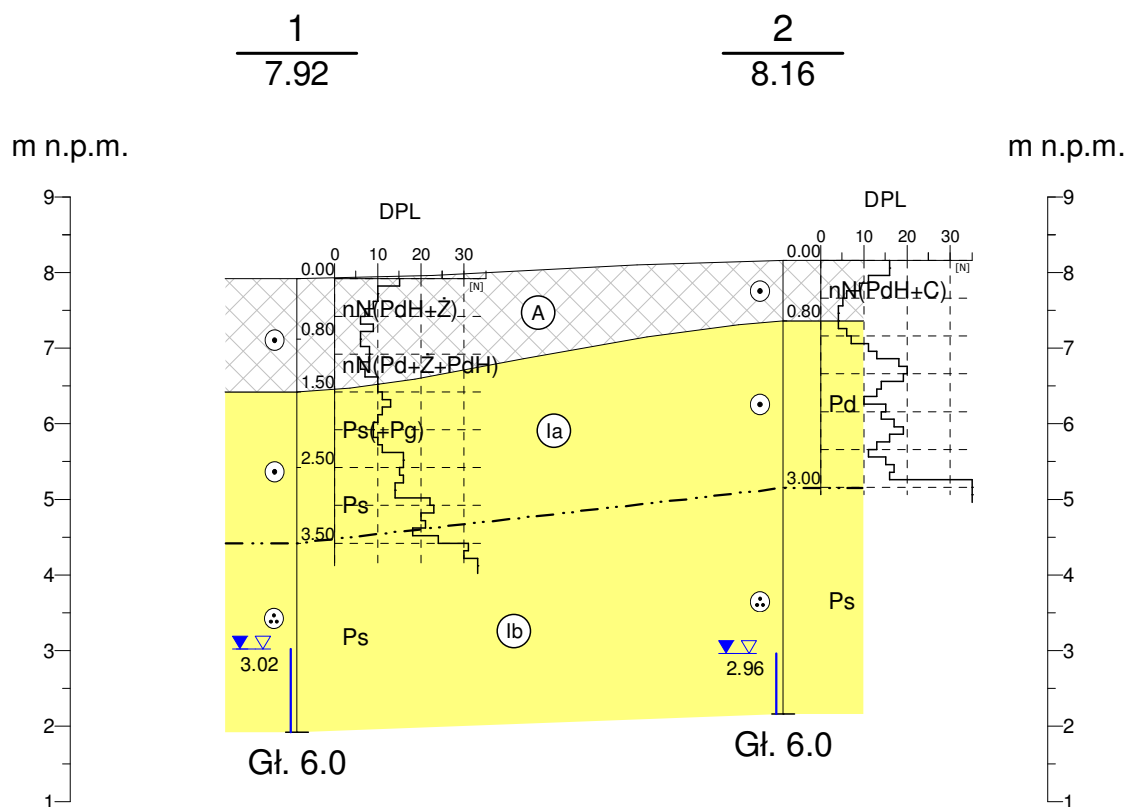 1
7.92
2
8.16
m n.p.m.
m n.p.m.
9
8
7
6
5
4
3
2
1
DPL
0 10 20 30
[N]
0.00
nN(PdH+Ż)
0.80
nN(Pd+Ż+PdH)
1.50
Ps(+Pg)
2.50
Ps
3.50
Ps
3.02
Gł. 6.0
A
Ia
Ib
DPL
0 10 20 30
[N]
0.00
nN(PdH+C)
0.80
Pd
3.00
Ps
2.96
Gł. 6.0
9
8
7
6
5
4
3
2
1